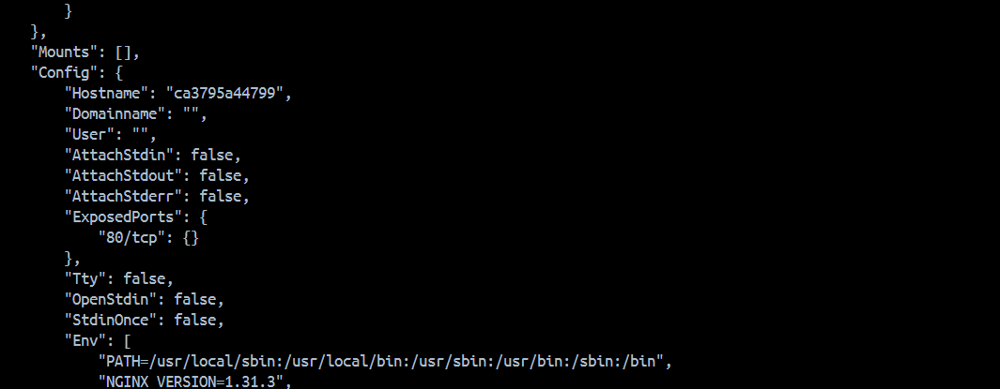 }
},
"Mounts": [],
"Config": {
"Hostname": "ca3795a44799",
"Domainname": "",
"User": "",
"AttachStdin": false,
"AttachStdout": false,
"AttachStderr": false,
"ExposedPorts": {
"80/tcp": {}
},
"Tty": false,
"OpenStdin": false,
"StdinOnce": false,
"Env": [
"PATH=/usr/local/sbin:/usr/local/bin:/usr/sbin:/usr/bin:/sbin:/bin",
"NGINX_VERSION=1.31.3",